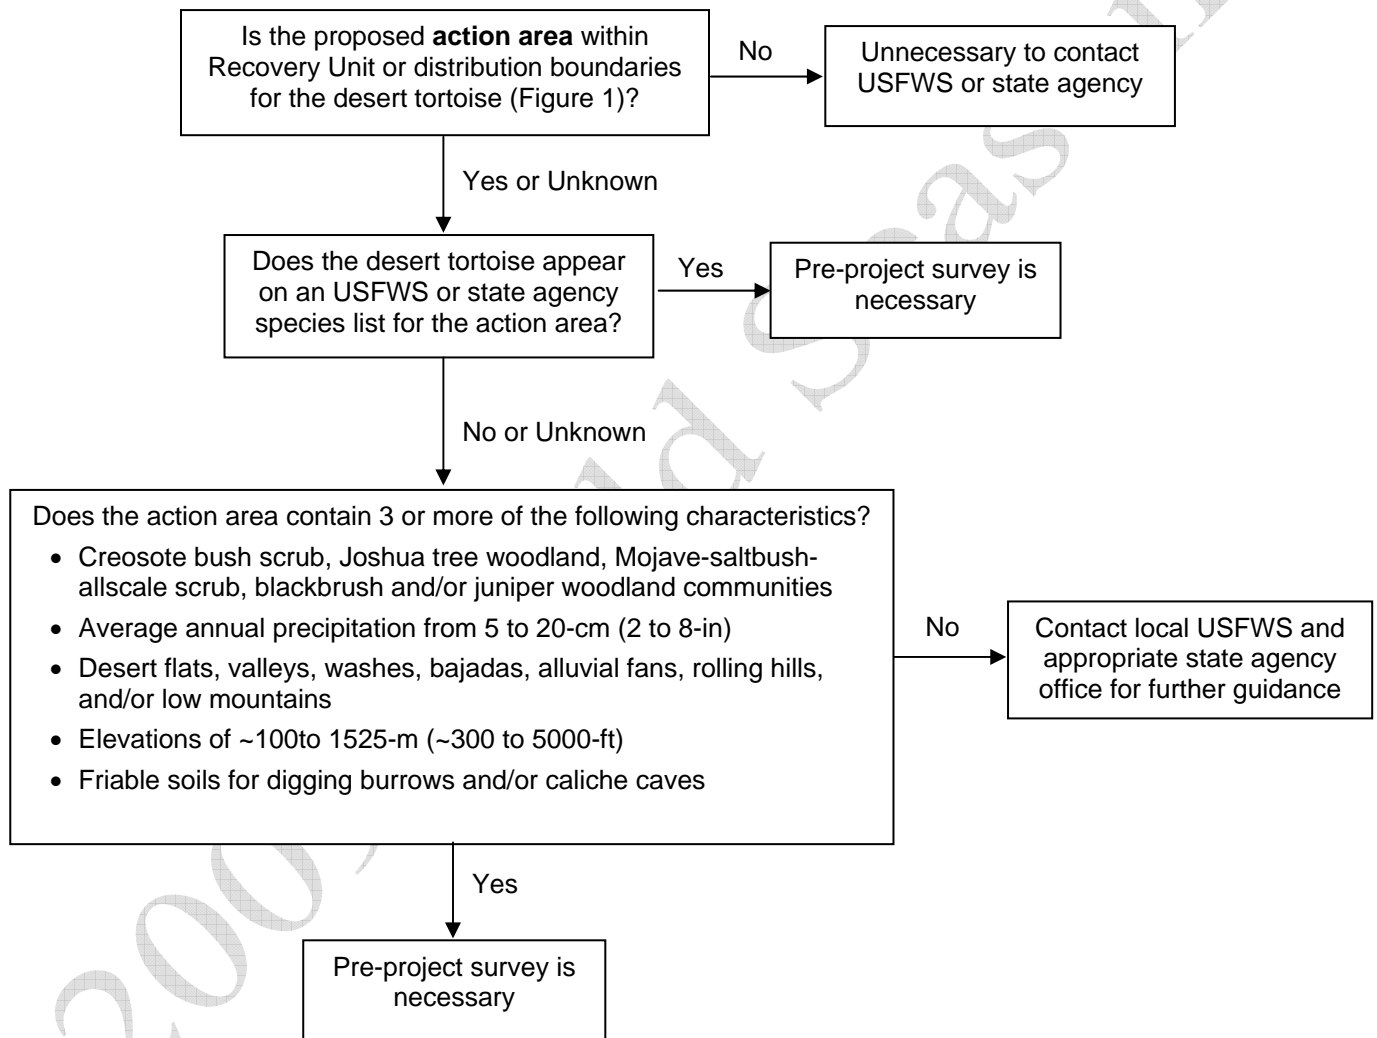 Is the proposed action area within
Recovery Unit or distribution boundaries
for the desert tortoise (Figure 1)?
No
Unnecessary to contact
USFWS or state agency
Yes or Unknown
Does the desert tortoise appear
on an USFWS or state agency
species list for the action area?
Yes
Pre-project survey is
necessary
No or Unknown
Does the action area contain 3 or more of the following characteristics?
• Creosote bush scrub, Joshua tree woodland, Mojave-saltbush-
allscale scrub, blackbrush and/or juniper woodland communities
• Average annual precipitation from 5 to 20-cm (2 to 8-in)
• Desert flats, valleys, washes, bajadas, alluvial fans, rolling hills,
and/or low mountains
• Elevations of ~100to 1525-m (~300 to 5000-ft)
• Friable soils for digging burrows and/or caliche caves
No
Contact local USFWS and
appropriate state agency
office for further guidance
Yes
Pre-project survey is
necessary